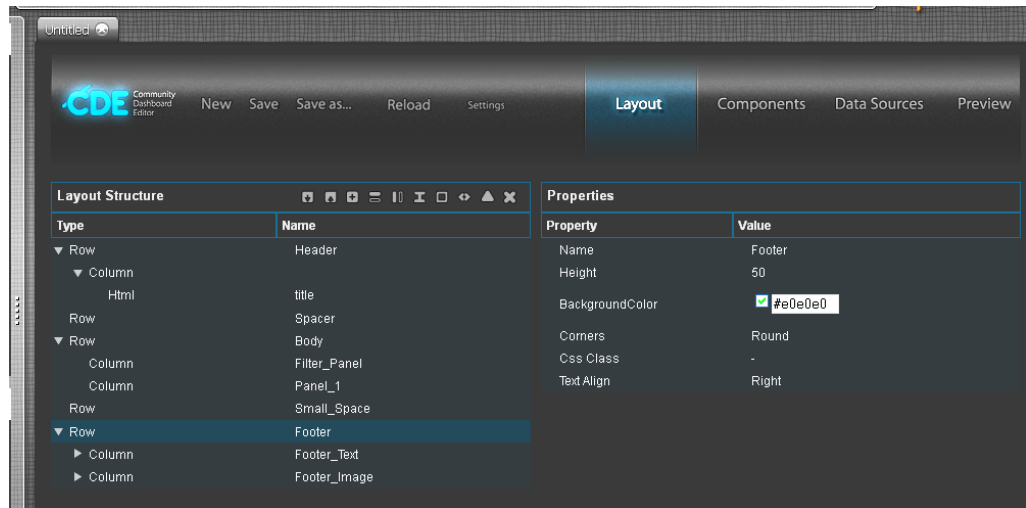 Untitled
CDE Community Dashboard Editor
New Save Save as... Reload Settings Layout Components Data Sources Preview
Layout Structure
Type Name
Row Header
Column
Html title
Row Spacer
Row Body
Column Filter_Panel
Column Panel_1
Row Small_Space
Row Footer
Column Footer_Text
Column Footer_Image
Properties
Property Value
Name Footer
Height 50
BackgroundColor #e0e0e0
Corners Round
Css Class -
Text Align Right